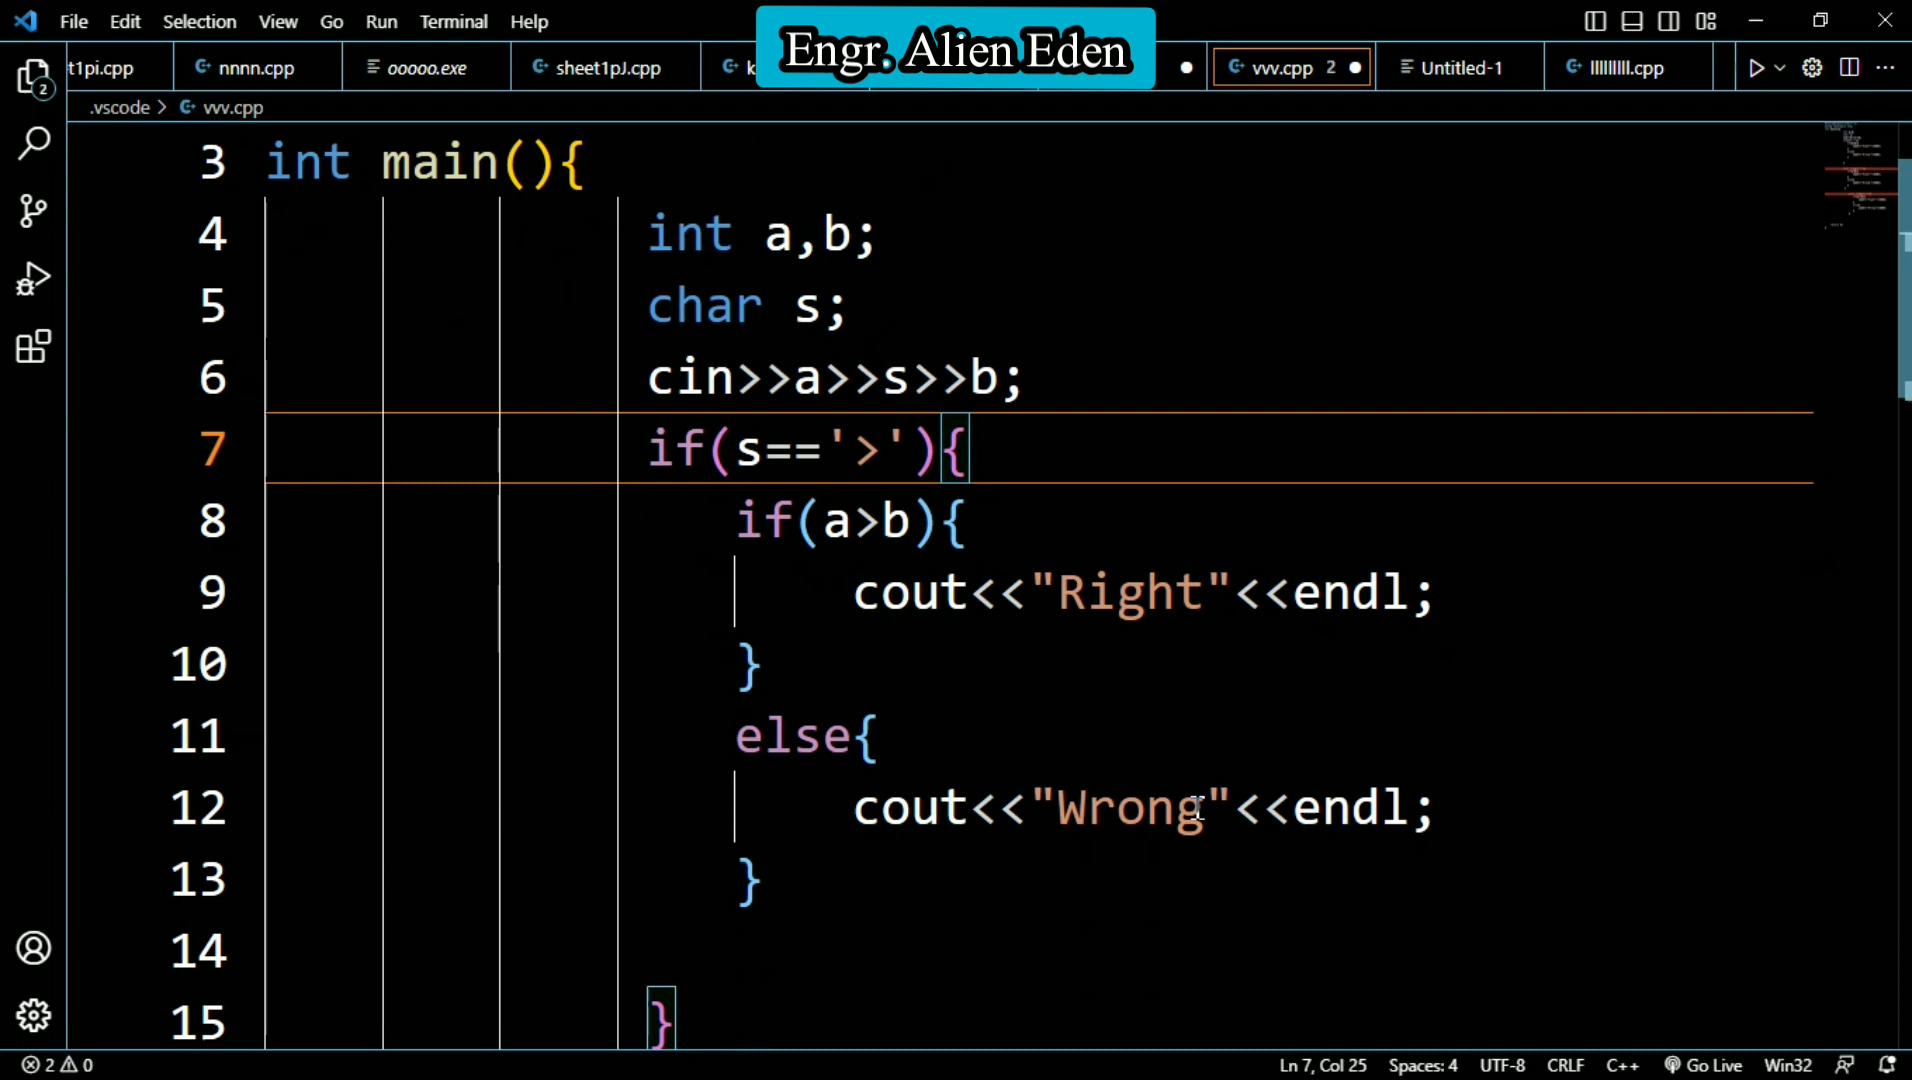 File Edit Selection View Go Run Terminal Help
Engr. Alien Eden
t1pi.cpp nnnn.cpp ooooo.exe sheet1pJ.cpp k vvv.cpp 2 Untitled-1 lllllllll.cpp
.vscode > vvv.cpp
3 int main(){
4 int a,b;
5 char s;
6 cin>>a>>s>>b;
7 if(s=='>'){
8 if(a>b){
9 cout<<"Right"<<endl;
10 }
11 else{
12 cout<<"Wrong"<<endl;
13 }
14
15 }
2
2 0
Ln 7, Col 25 Spaces: 4 UTF-8 CRLF C++ Go Live Win32